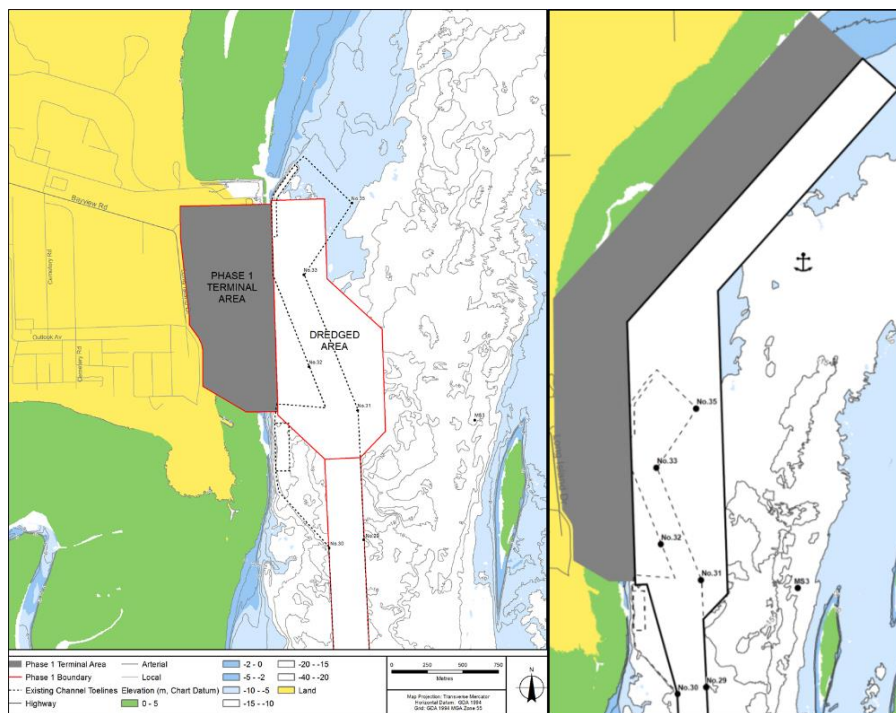 Bayview Rd
Cemetery Rd
Outlook Av
Cemetery Rd
PHASE 1
TERMINAL
AREA
DREDGED
AREA
No.35
No.33
No.32
No.31
MS3
No.30
No.29
Phase 1 Terminal Area
Phase 1 Boundary
Existing Channel Toelines
Highway
Arterial
Local
Elevation (m, Chart Datum)
0 - 5
-2 - 0
-5 - -2
-10 - -5
-15 - -10
-20 - -15
-40 - -20
Land
0
250
500
750
Metres
Map Projection: Transverse Mercator
Horizontal Datum: GDA 1994
Grid: GDA 1994 MGA Zone 55
N
No.35
No.33
No.32
No.31
MS3
No.30
No.29